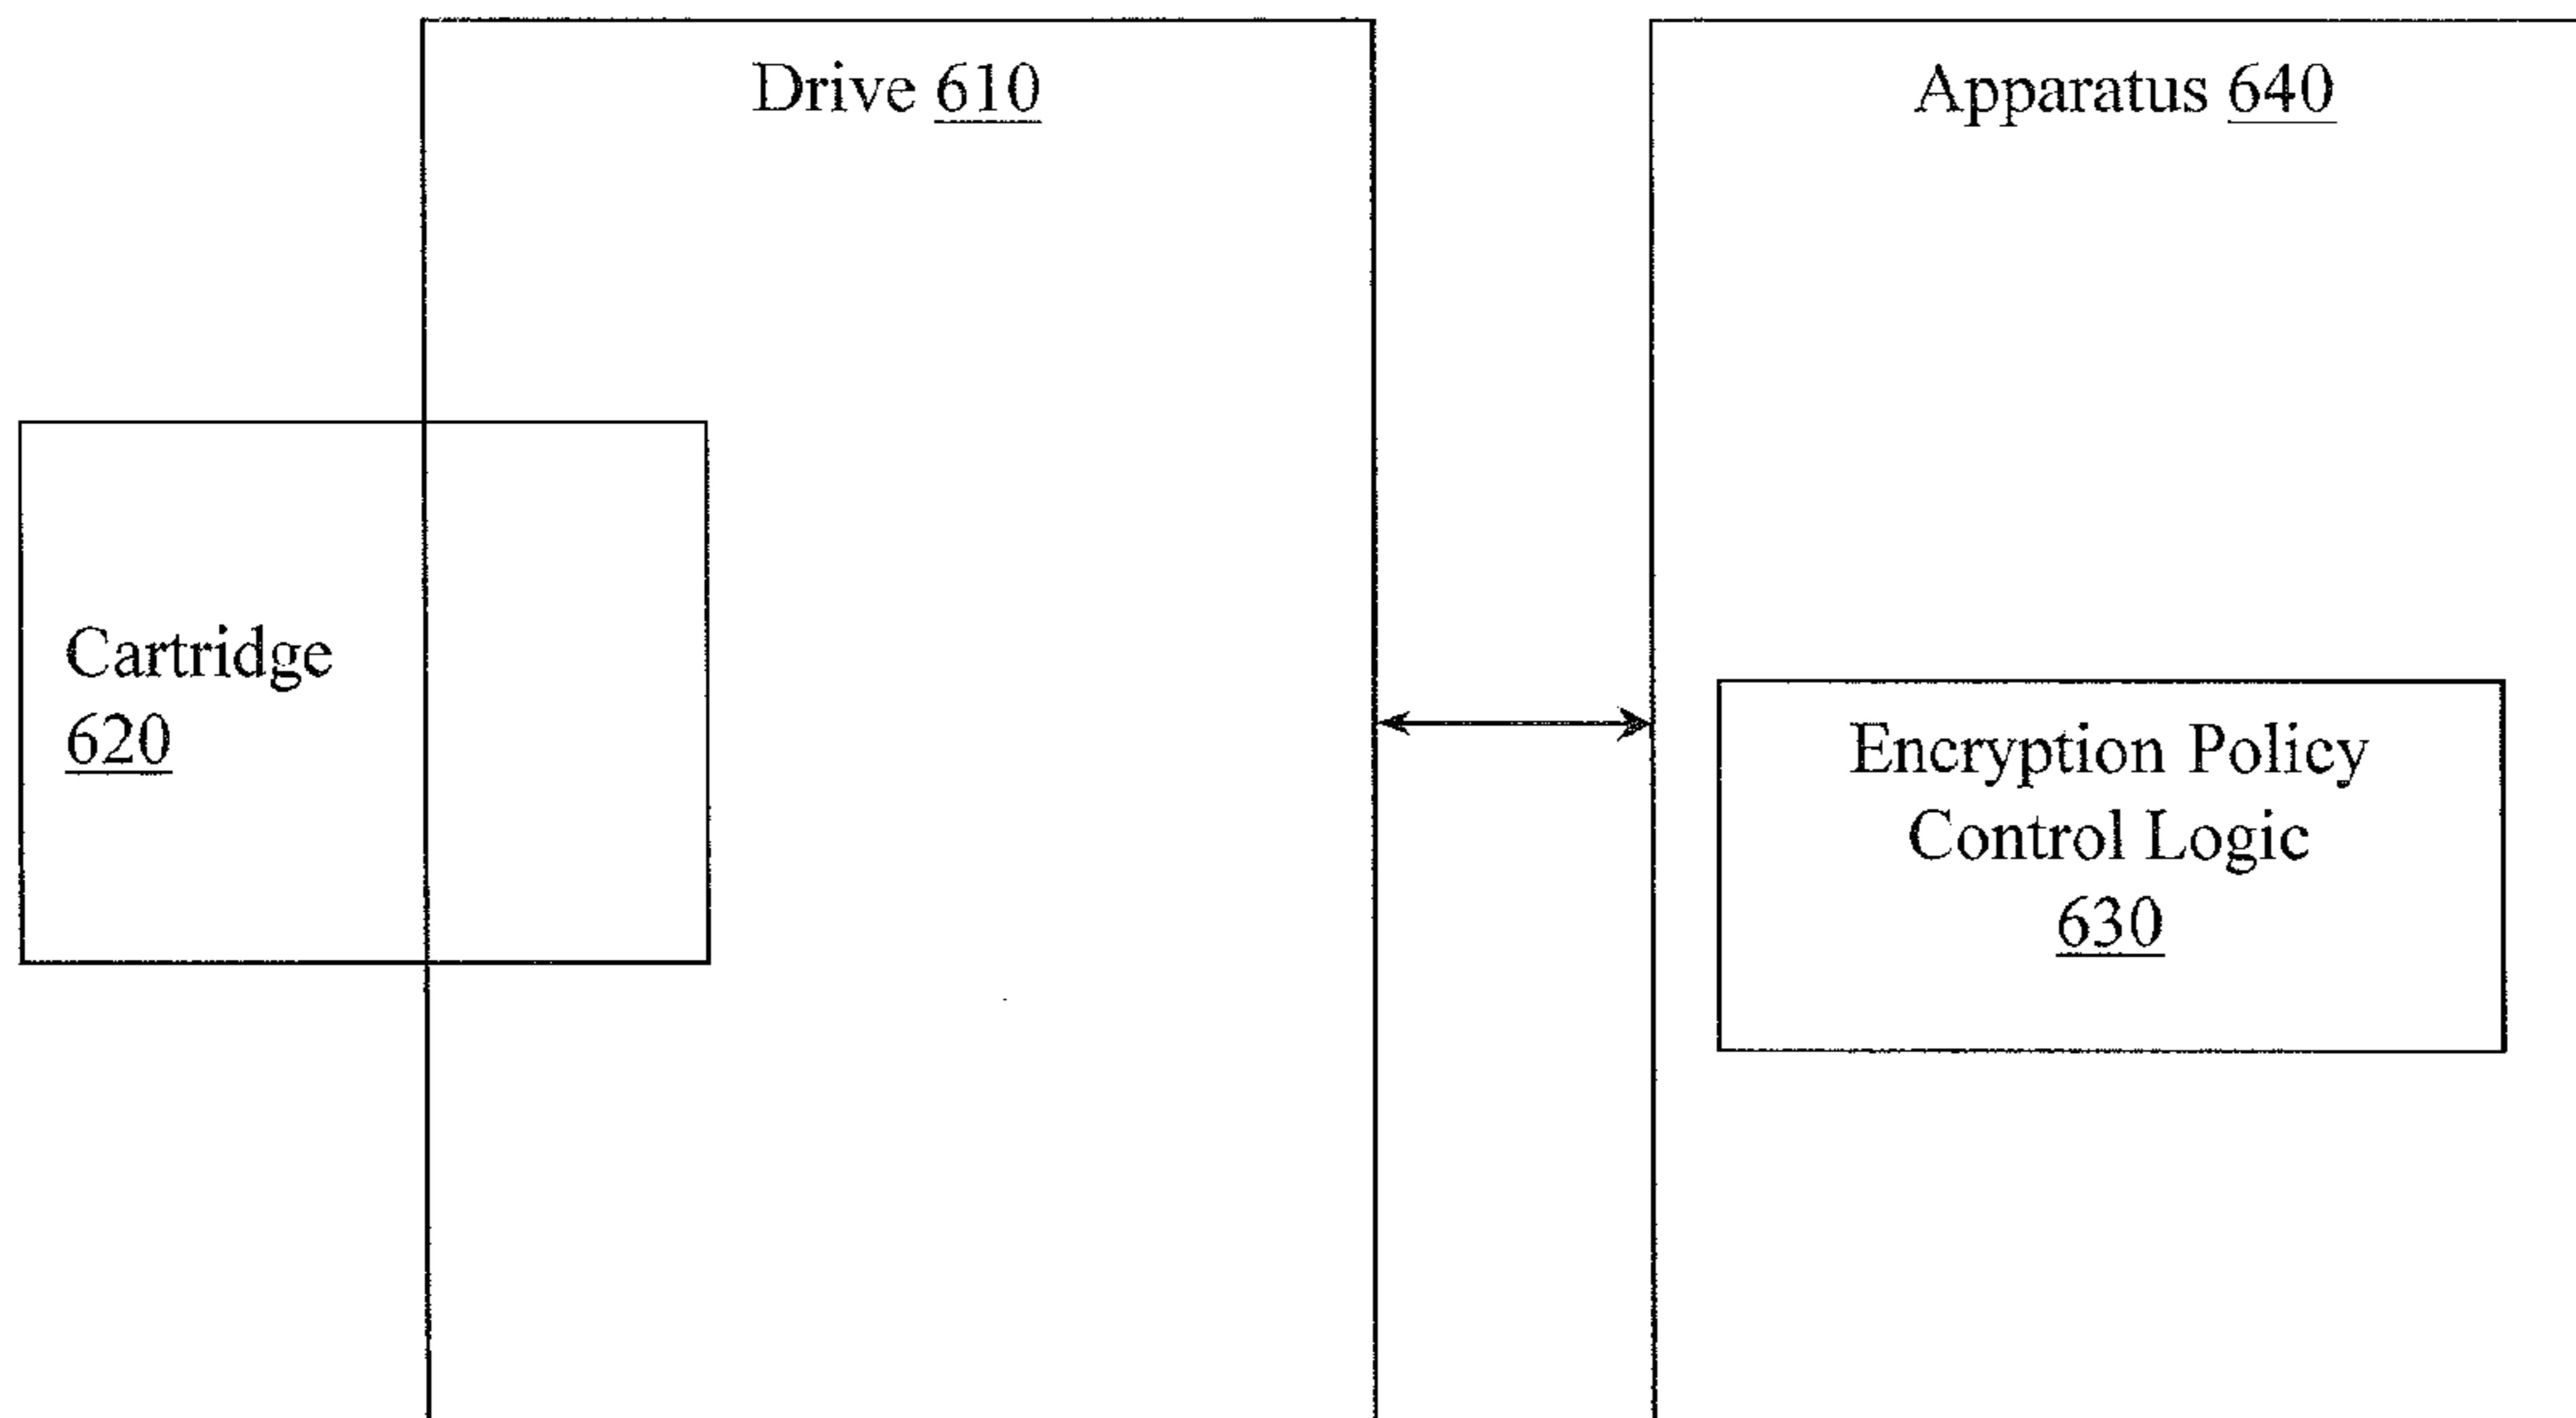 Drive 610
Apparatus 640
Cartridge
620
Encryption Policy
Control Logic
630